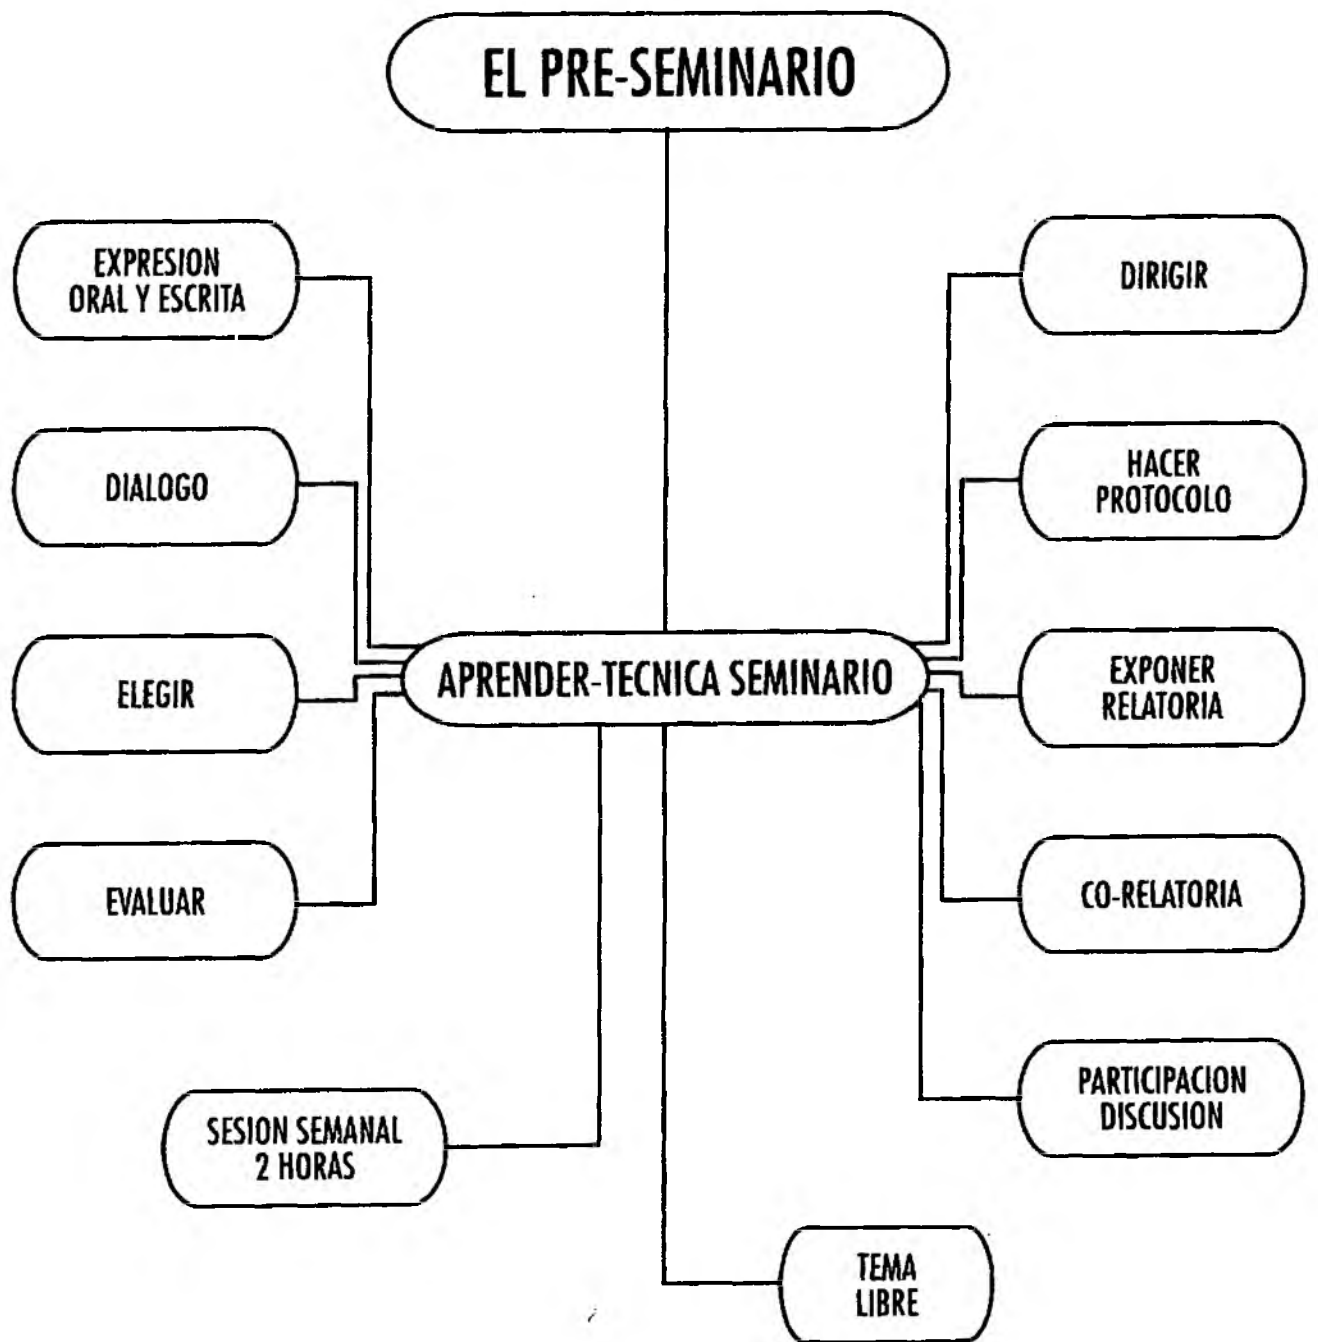 EL PRE-SEMINARIO
EXPRESION
ORAL Y ESCRITA
DIALOGO
ELEGIR
EVALUAR
APRENDER-TECNICA SEMINARIO
DIRIGIR
HACER
PROTOCOLO
EXPONER
RELATORIA
CO-RELATORIA
PARTICIPACION
DISCUSION
SESION SEMANAL
2 HORAS
TEMA
LIBRE